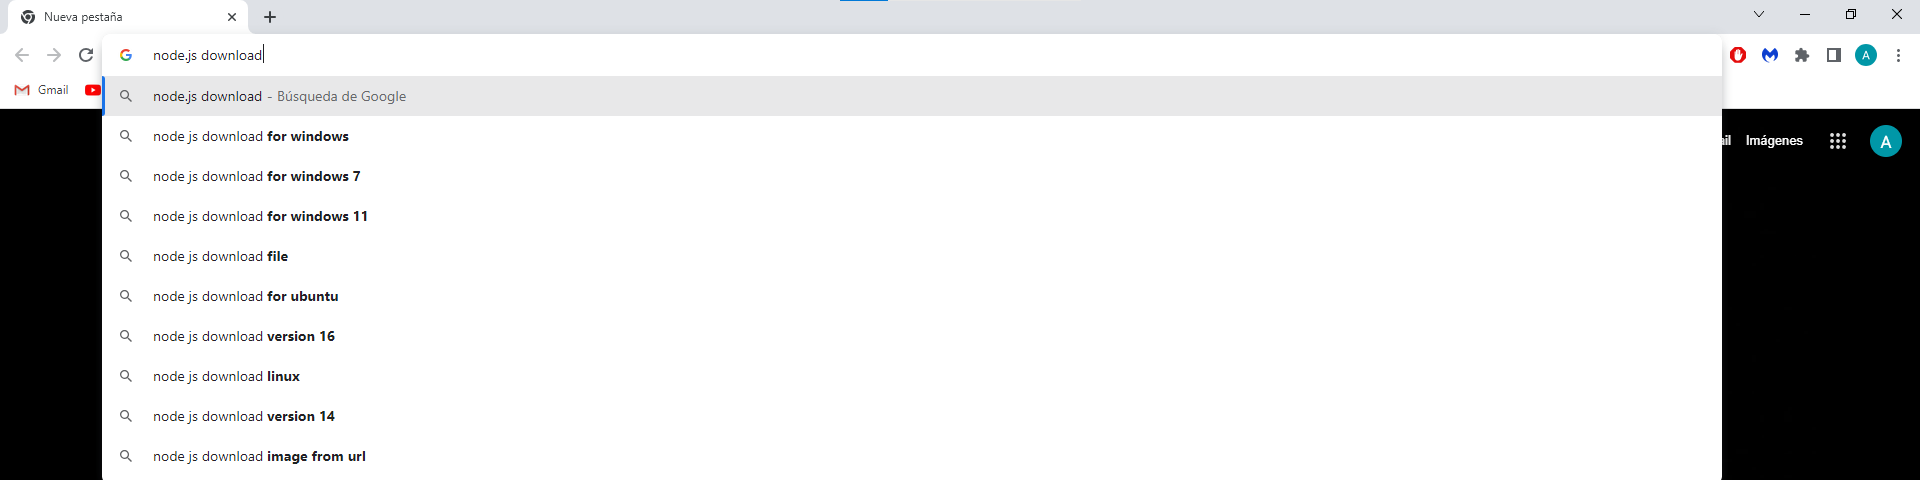 Nueva pestaña
node.js download
Gmail
node.js download - Búsqueda de Google
node js download for windows
Imágenes
node js download for windows 7
node js download for windows 11
node js download file
node js download for ubuntu
node js download version 16
node js download linux
node js download version 14
node js download image from url
A
A